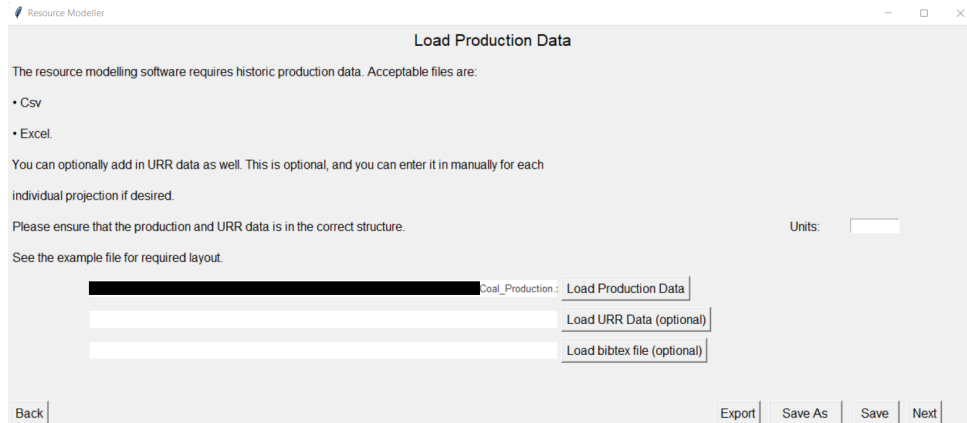 Resource Modeller
Load Production Data
The resource modelling software requires historic production data. Acceptable files are:
• Csv
• Excel.
You can optionally add in URR data as well. This is optional, and you can enter it in manually for each
individual projection if desired.
Please ensure that the production and URR data is in the correct structure.
Units:
See the example file for required layout.
Coal_Production.:
Load Production Data
Load URR Data (optional)
Load bibtex file (optional)
Back
Export
Save As
Save
Next